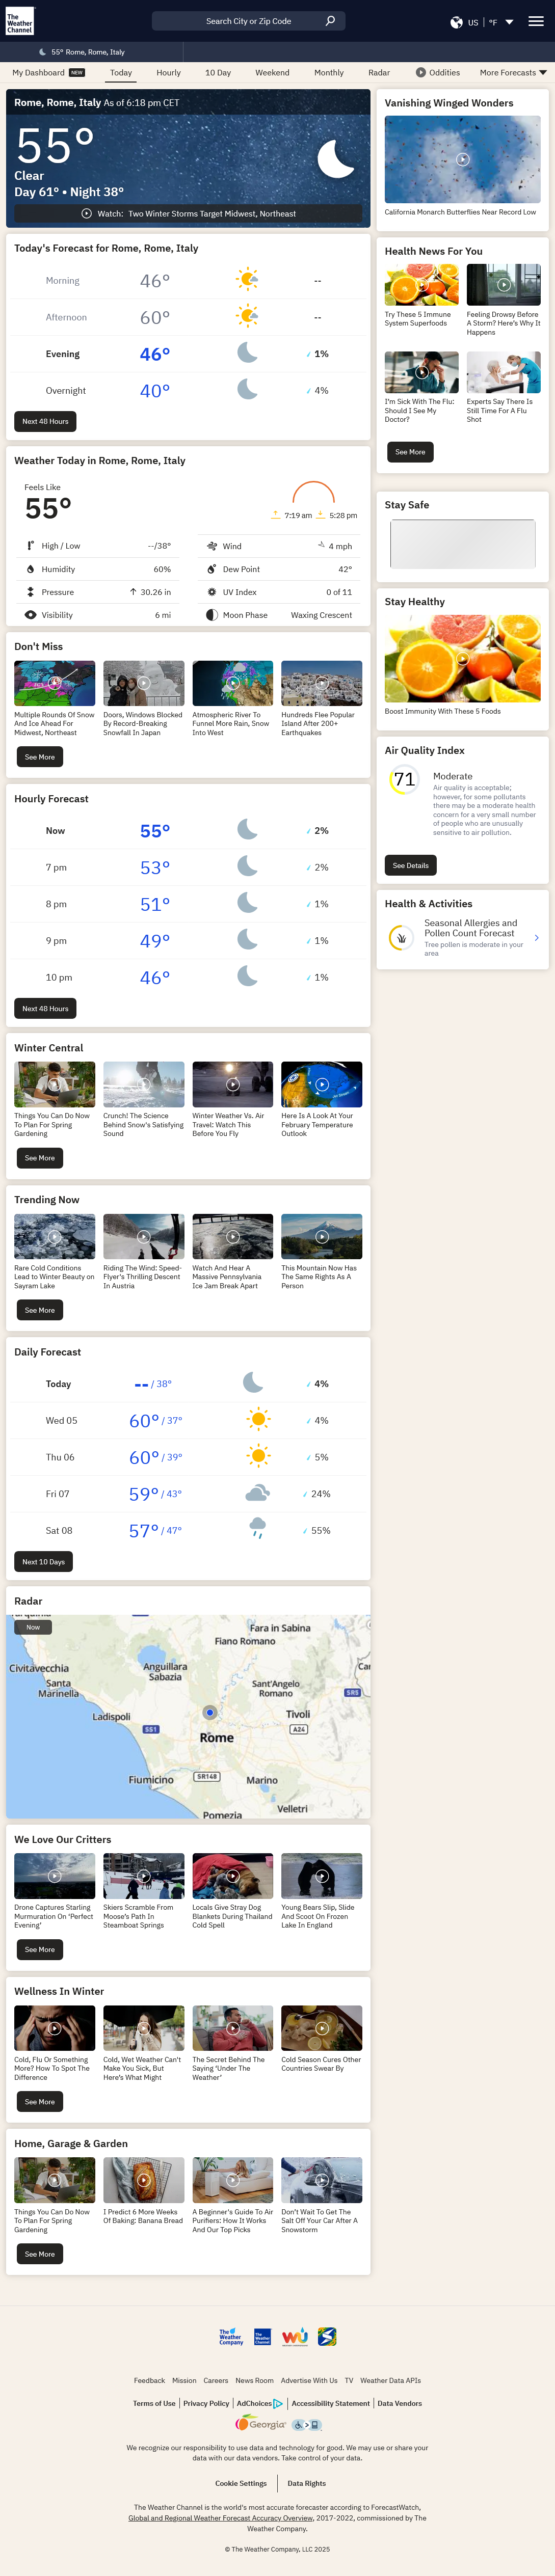 The
Weather
Channel
Search City or Zip Code
US
°F
55° Rome, Rome, Italy
My Dashboard NEW
Today
Hourly
10 Day
Weekend
Monthly
Radar
Oddities
More Forecasts
Rome, Rome, Italy As of 6:18 pm CET
55°
Clear
Day 61° • Night 38°
Watch: Two Winter Storms Target Midwest, Northeast
Today's Forecast for Rome, Rome, Italy
Morning 46° --
Afternoon 60° --
Evening 46° 1%
Overnight 40° 4%
Next 48 Hours
Weather Today in Rome, Rome, Italy
Feels Like
55°
7:19 am 5:28 pm
High / Low --/38°
Wind 4 mph
Humidity 60%
Dew Point 42°
Pressure 30.26 in
UV Index 0 of 11
Visibility 6 mi
Moon Phase Waxing Crescent
Don't Miss
Multiple Rounds Of Snow
And Ice Ahead For
Midwest, Northeast
Doors, Windows Blocked
By Record-Breaking
Snowfall In Japan
Atmospheric River To
Funnel More Rain, Snow
Into West
Hundreds Flee Popular
Island After 200+
Earthquakes
See More
Hourly Forecast
Now 55° 2%
7 pm 53° 2%
8 pm 51° 1%
9 pm 49° 1%
10 pm 46° 1%
Next 48 Hours
Winter Central
Things You Can Do Now
To Plan For Spring
Gardening
Crunch! The Science
Behind Snow's Satisfying
Sound
Winter Weather Vs. Air
Travel: Watch This
Before You Fly
Here Is A Look At Your
February Temperature
Outlook
See More
Trending Now
Rare Cold Conditions
Lead to Winter Beauty on
Sayram Lake
Riding The Wind: Speed-
Flyer's Thrilling Descent
In Austria
Watch And Hear A
Massive Pennsylvania
Ice Jam Break Apart
This Mountain Now Has
The Same Rights As A
Person
See More
Daily Forecast
Today -- / 38° 4%
Wed 05 60° / 37° 4%
Thu 06 60° / 39° 5%
Fri 07 59° / 43° 24%
Sat 08 57° / 47° 55%
Next 10 Days
Radar
Now
Fara in Sabina
Fiano Romano
Civitavecchia
Anguillara
Sabazia
Santa
Marinella
Sant'Angelo
Romano
SR5
Ladispoli
Tivoli
SS1
A24
Rome
Fiumicino
SR148
Marino
Velletri
Pomezia
We Love Our Critters
Drone Captures Starling
Murmuration On 'Perfect
Evening'
Skiers Scramble From
Moose's Path In
Steamboat Springs
Locals Give Stray Dog
Blankets During Thailand
Cold Spell
Young Bears Slip, Slide
And Scoot On Frozen
Lake In England
See More
Wellness In Winter
Cold, Flu Or Something
More? How To Spot The
Difference
Cold, Wet Weather Can't
Make You Sick, But
Here's What Might
The Secret Behind The
Saying 'Under The
Weather'
Cold Season Cures Other
Countries Swear By
See More
Home, Garage & Garden
Things You Can Do Now
To Plan For Spring
Gardening
I Predict 6 More Weeks
Of Baking: Banana Bread
A Beginner's Guide To Air
Purifiers: How It Works
And Our Top Picks
Don't Wait To Get The
Salt Off Your Car After A
Snowstorm
See More
Vanishing Winged Wonders
California Monarch Butterflies Near Record Low
Health News For You
Try These 5 Immune
System Superfoods
Feeling Drowsy Before
A Storm? Here's Why It
Happens
I'm Sick With The Flu:
Should I See My
Doctor?
Experts Say There Is
Still Time For A Flu
Shot
See More
Stay Safe
Stay Healthy
Boost Immunity With These 5 Foods
Air Quality Index
71
Moderate
Air quality is acceptable;
however, for some pollutants
there may be a moderate health
concern for a very small number
of people who are unusually
sensitive to air pollution.
See Details
Health & Activities
Seasonal Allergies and
Pollen Count Forecast
Tree pollen is moderate in your
area
The
Weather
Company
The
Weather
Channel
Feedback Mission Careers News Room Advertise With Us TV Weather Data APIs
Terms of Use Privacy Policy AdChoices Accessibility Statement Data Vendors
Georgia
We recognize our responsibility to use data and technology for good. We may use or share your
data with our data vendors. Take control of your data.
Cookie Settings Data Rights
The Weather Channel is the world's most accurate forecaster according to ForecastWatch,
Global and Regional Weather Forecast Accuracy Overview, 2017-2022, commissioned by The
Weather Company.
© The Weather Company, LLC 2025